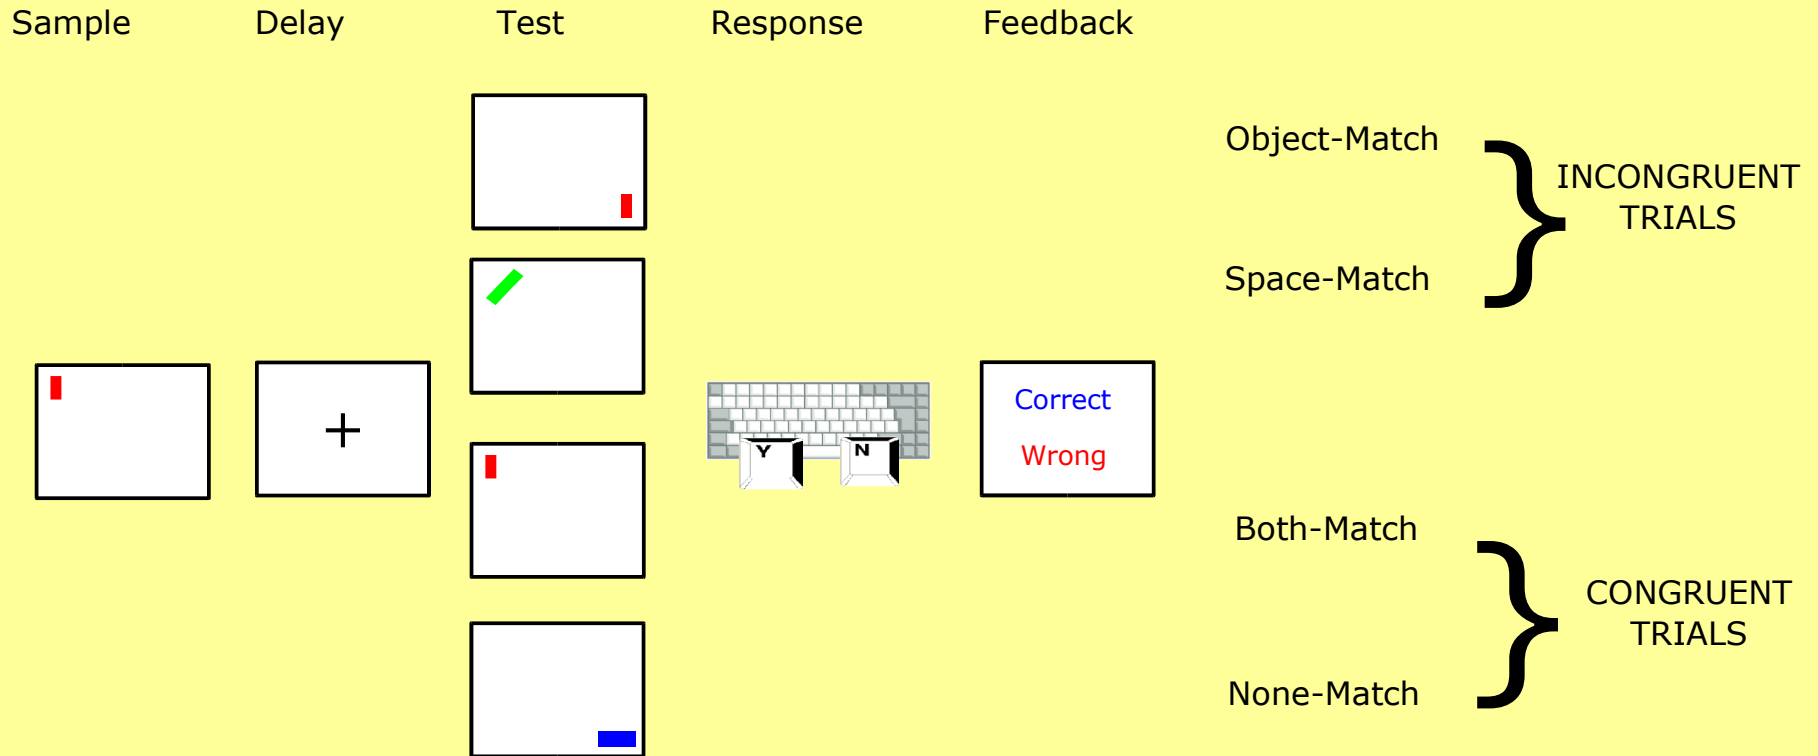 Sample Delay Test Response Feedback
Object-Match
INCONGRUENT
TRIALS
Space-Match
Y N
Correct
Wrong
Both-Match
CONGRUENT
TRIALS
None-Match